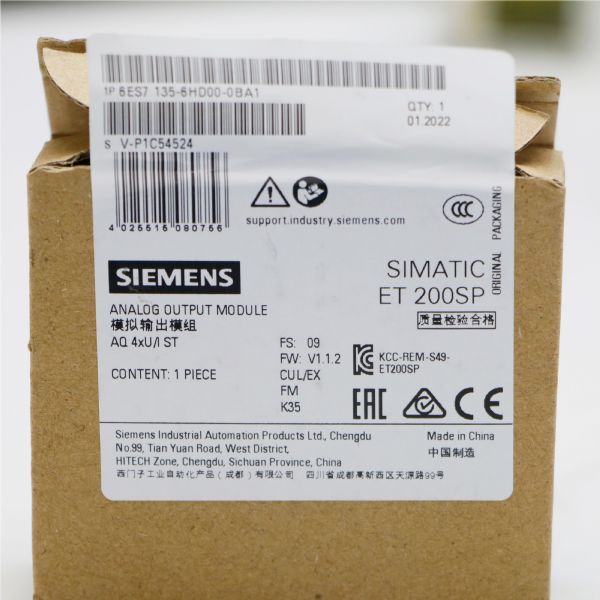 1P 6ES7 135-6HD00-0BA1
QTY: 1
01.2022
S V-P1C54524
4 025515 080756
support.industry.siemens.com
CCC
ORIGINAL PACKAGING
SIEMENS
SIMATIC
ET 200SP
ANALOG OUTPUT MODULE
模拟输出模组
AQ 4xU/I ST
质量检验合格
CONTENT: 1 PIECE
FS: 09
FW: V1.1.2
CUL/EX
FM
K35
KCC-REM-S49-
ET200SP
EAC
Siemens Industrial Automation Products Ltd., Chengdu
No.99, Tian Yuan Road, West District,
HITECH Zone, Chengdu, Sichuan Province, China
西门子工业自动化产品（成都）有限公司 四川省成都高新西区天源路99号
Made in China
中国制造